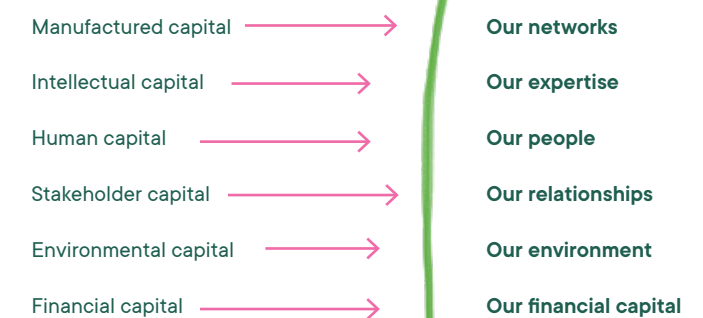 Manufactured capital Our networks
Intellectual capital Our expertise
Human capital Our people
Stakeholder capital Our relationships
Environmental capital Our environment
Financial capital Our financial capital